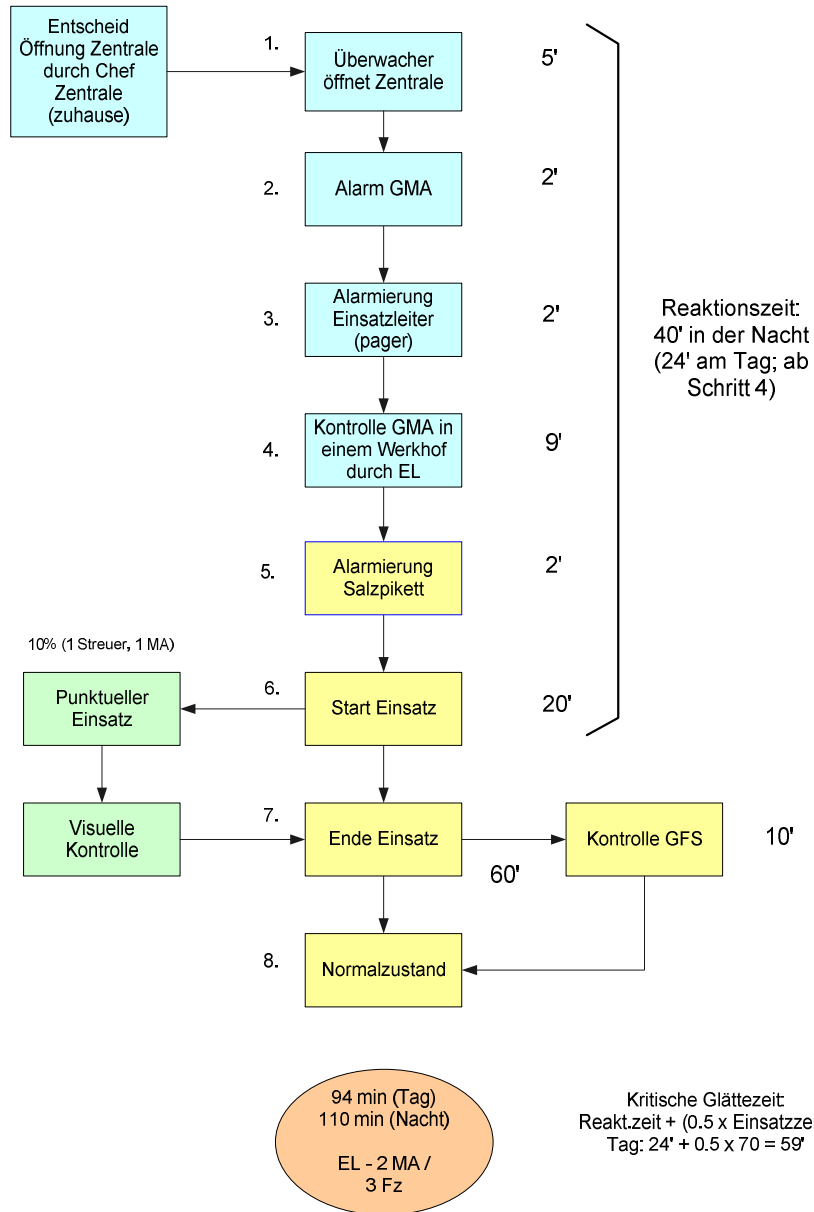 Entscheid
Öffnung Zentrale
durch Chef
Zentrale
(zuhause)
1.
Überwacher
öffnet Zentrale
5'
2.
Alarm GMA
2'
3.
Alarmierung
Einsatzleiter
(pager)
2'
Reaktionszeit:
40' in der Nacht
(24' am Tag; ab
Schritt 4)
4.
Kontrolle GMA in
einem Werkhof
durch EL
9'
5.
Alarmierung
Salzpikett
2'
10% (1 Streuer, 1 MA)
Punktueller
Einsatz
6.
Start Einsatz
20'
Visuelle
Kontrolle
7.
Ende Einsatz
60'
Kontrolle GFS
10'
8.
Normalzustand
94 min (Tag)
110 min (Nacht)
EL - 2 MA /
3 Fz
Kritische Glättezeit:
Reakt.zeit + (0.5 x Einsatzze
Tag: 24' + 0.5 x 70 = 59'